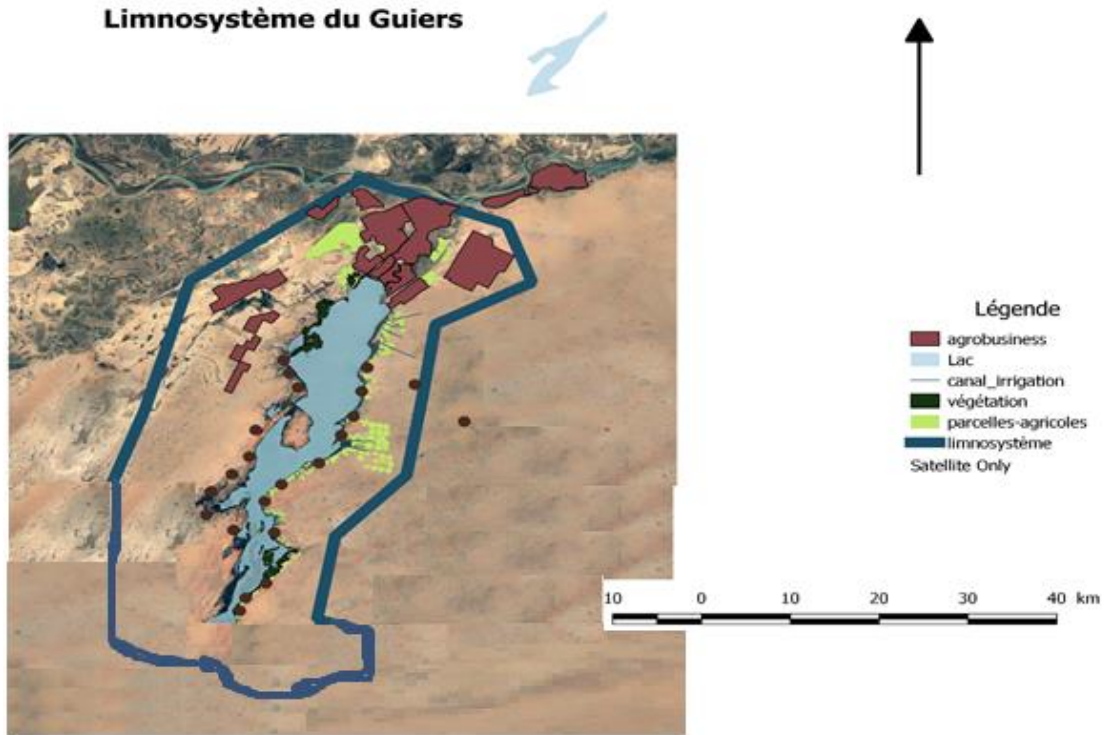 Limnosystème du Guiers
Légende
agrobusiness
Lac
canal_irrigation
végétation
parcelles-agricoles
limnosystème
Satellite Only
10 0 10 20 30 40 km